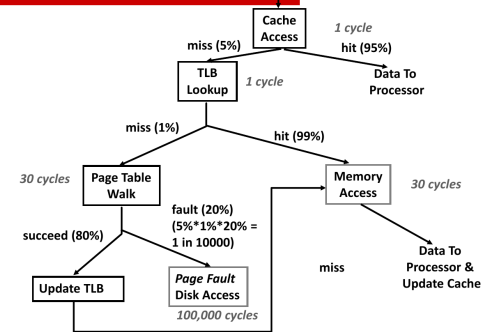 Cache
Access
1 cycle
miss (5%)
hit (95%)
TLB
Lookup
1 cycle
Data To
Processor
miss (1%)
hit (99%)
30 cycles
Page Table
Walk
Memory
Access
30 cycles
fault (20%)
(5%*1%*20% =
1 in 10000)
succeed (80%)
Data To
Processor &
Update Cache
miss
Update TLB
Page Fault
Disk Access
100,000 cycles